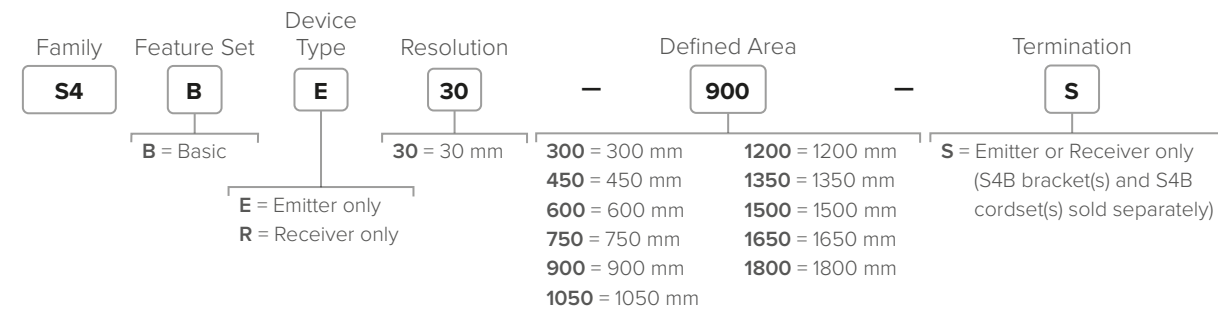 Device
Family Feature Set Type Resolution Defined Area Termination
S4 B E 30 – 900 – S
B = Basic 30 = 30 mm 300 = 300 mm 1200 = 1200 mm S = Emitter or Receiver only
450 = 450 mm 1350 = 1350 mm (S4B bracket(s) and S4B
E = Emitter only 600 = 600 mm 1500 = 1500 mm cordset(s) sold separately)
R = Receiver only 750 = 750 mm 1650 = 1650 mm
900 = 900 mm 1800 = 1800 mm
1050 = 1050 mm